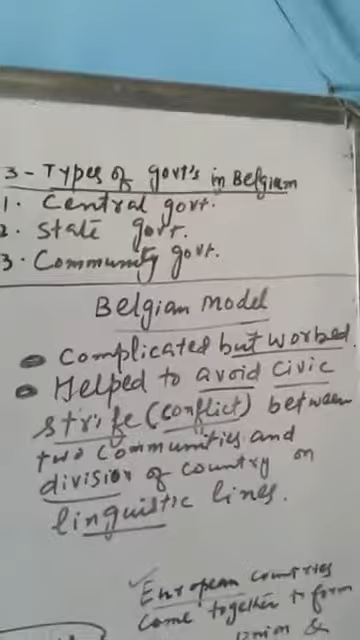 3- Types of govt's in Belgium
1. Central govt.
2. State govt.
3. Community govt.
Belgian Model
Complicated but worked.
Helped to avoid civic
strife (conflict) between
two communities and
division of country on
linguistic lines.
European countries
come together to form
Union &